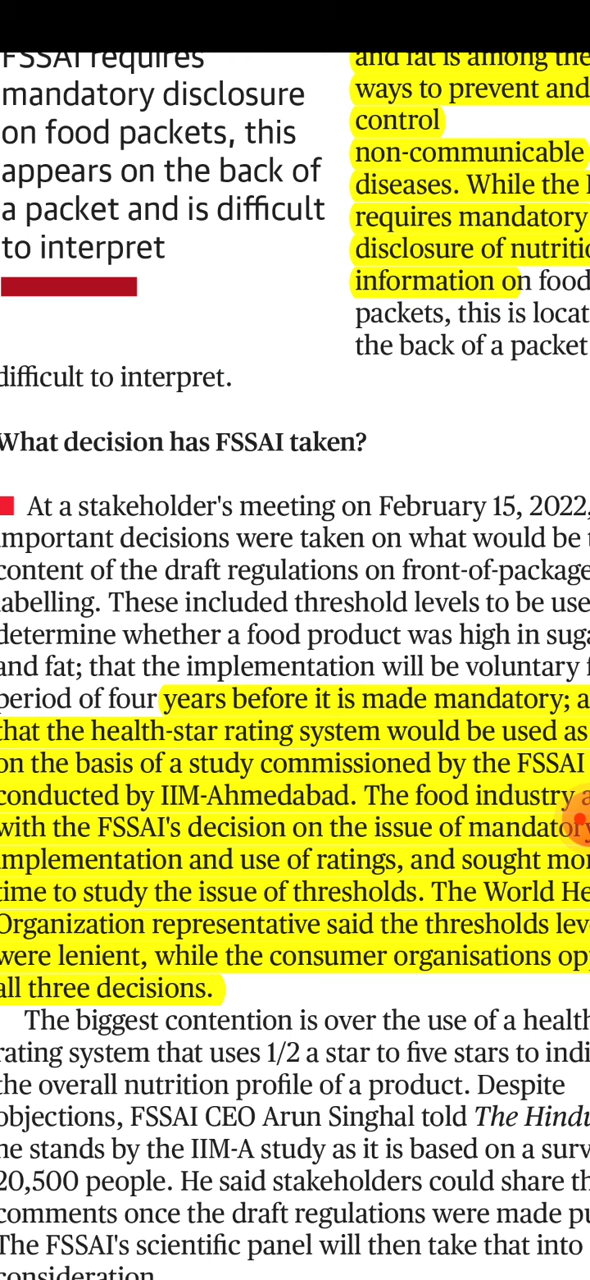 FSSAI requires
mandatory disclosure
on food packets, this
appears on the back of
a packet and is difficult
to interpret
and fat is among the
ways to prevent and
control
non-communicable
diseases. While the
requires mandatory
disclosure of nutritio
information on food
packets, this is locat
the back of a packet
difficult to interpret.
What decision has FSSAI taken?
At a stakeholder's meeting on February 15, 2022,
important decisions were taken on what would be t
content of the draft regulations on front-of-package
labelling. These included threshold levels to be use
determine whether a food product was high in suga
and fat; that the implementation will be voluntary f
period of four years before it is made mandatory; a
that the health-star rating system would be used as
on the basis of a study commissioned by the FSSAI
conducted by IIM-Ahmedabad. The food industry a
with the FSSAI's decision on the issue of mandatory
implementation and use of ratings, and sought mor
time to study the issue of thresholds. The World He
Organization representative said the thresholds lev
were lenient, while the consumer organisations op
all three decisions.
The biggest contention is over the use of a health
rating system that uses 1/2 a star to five stars to indi
the overall nutrition profile of a product. Despite
objections, FSSAI CEO Arun Singhal told The Hindu
he stands by the IIM-A study as it is based on a surv
20,500 people. He said stakeholders could share th
comments once the draft regulations were made pu
The FSSAI's scientific panel will then take that into
consideration.